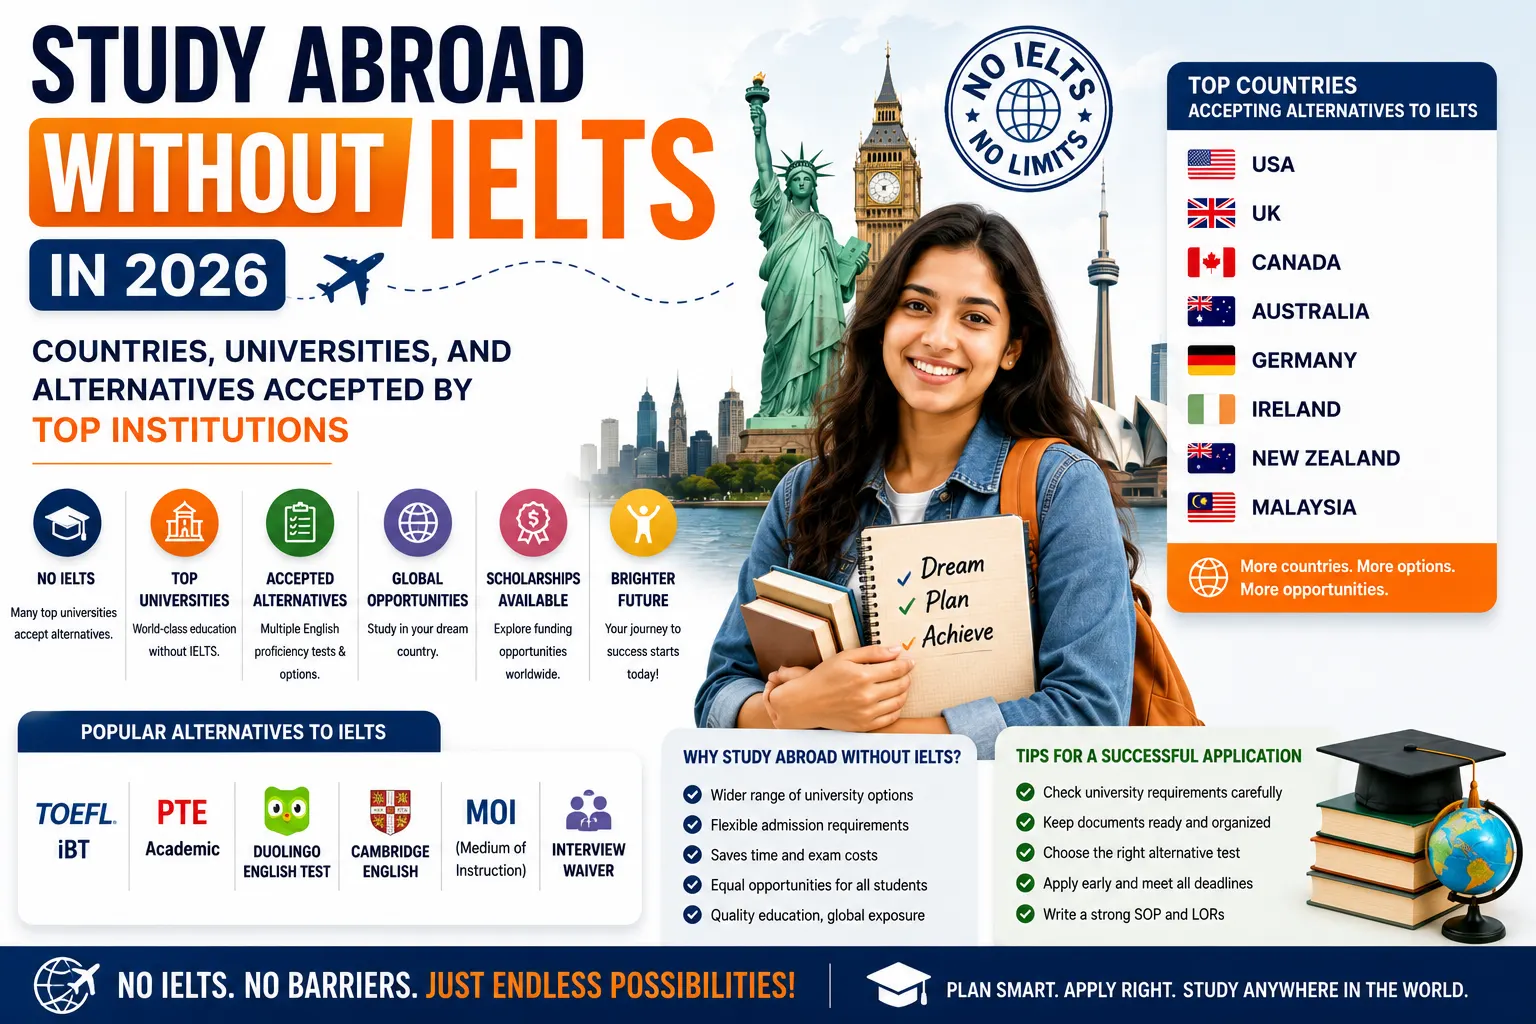 STUDY ABROAD
WITHOUT IELTS
IN 2026
COUNTRIES, UNIVERSITIES, AND
ALTERNATIVES ACCEPTED BY
TOP INSTITUTIONS
NO IELTS
Many top universities
accept alternatives.
TOP
UNIVERSITIES
World-class education
without IELTS.
ACCEPTED
ALTERNATIVES
Multiple English
proficiency tests &
options.
GLOBAL
OPPORTUNITIES
Study in your dream
country.
SCHOLARSHIPS
AVAILABLE
Explore funding
opportunities
worldwide.
BRIGHTER
FUTURE
Your journey to
success starts
today!
NO IELTS
NO LIMITS
Dream
Plan
Achieve
TOP COUNTRIES
ACCEPTING ALTERNATIVES TO IELTS
USA
UK
CANADA
AUSTRALIA
GERMANY
IRELAND
NEW ZEALAND
MALAYSIA
More countries. More options.
More opportunities.
POPULAR ALTERNATIVES TO IELTS
TOEFL.
iBT
PTE
Academic
DUOLINGO
ENGLISH TEST
CAMBRIDGE
ENGLISH
MOI
(Medium of
Instruction)
INTERVIEW
WAIVER
WHY STUDY ABROAD WITHOUT IELTS?
Wider range of university options
Flexible admission requirements
Saves time and exam costs
Equal opportunities for all students
Quality education, global exposure
TIPS FOR A SUCCESSFUL APPLICATION
Check university requirements carefully
Keep documents ready and organized
Choose the right alternative test
Apply early and meet all deadlines
Write a strong SOP and LORs
NO IELTS. NO BARRIERS. JUST ENDLESS POSSIBILITIES!
PLAN SMART. APPLY RIGHT. STUDY ANYWHERE IN THE WORLD.